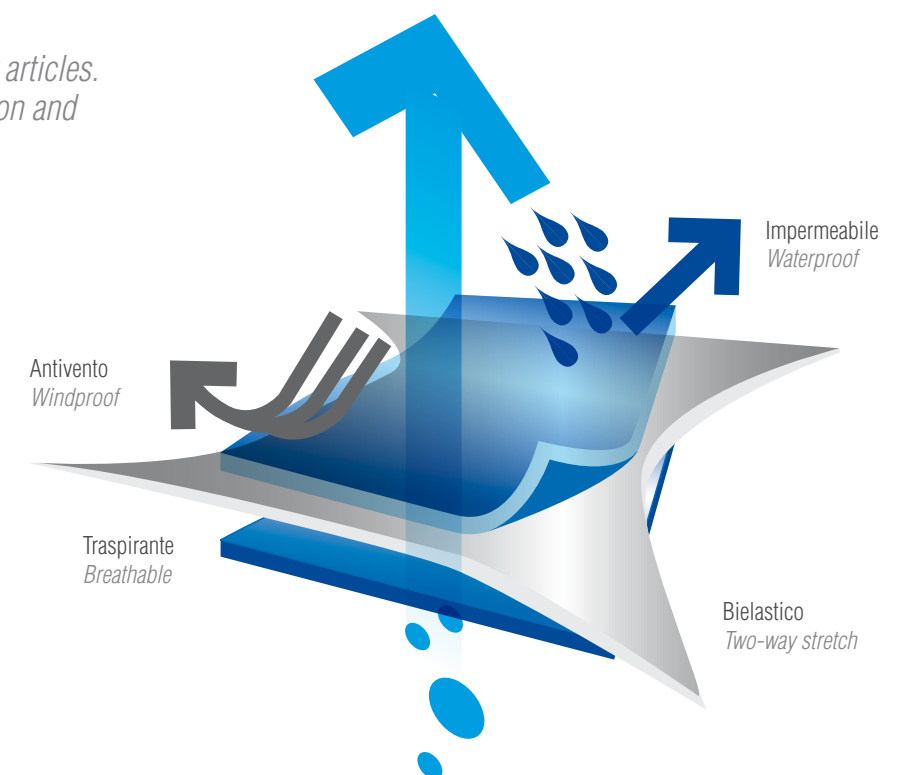 articles.
on and
Impermeabile
Waterproof
Antivento
Windproof
Traspirante
Breathable
Bielastico
Two-way stretch